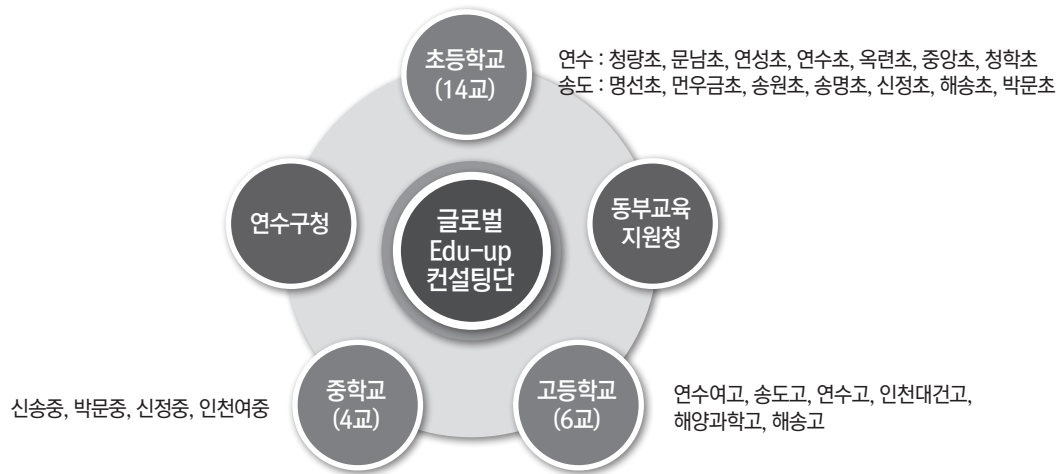 초등학교
(14교)
연수 : 청량초, 문남초, 연성초, 연수초, 옥련초, 중앙초, 청학초
송도 : 명선초, 먼우금초, 송원초, 송명초, 신정초, 해송초, 박문초
연수구청
글로벌
Edu-up
컨설팅단
동부교육
지원청
신송중, 박문중, 신정중, 인천여중
중학교
(4교)
고등학교
(6교)
연수여고, 송도고, 연수고, 인천대건고,
해양과학고, 해송고